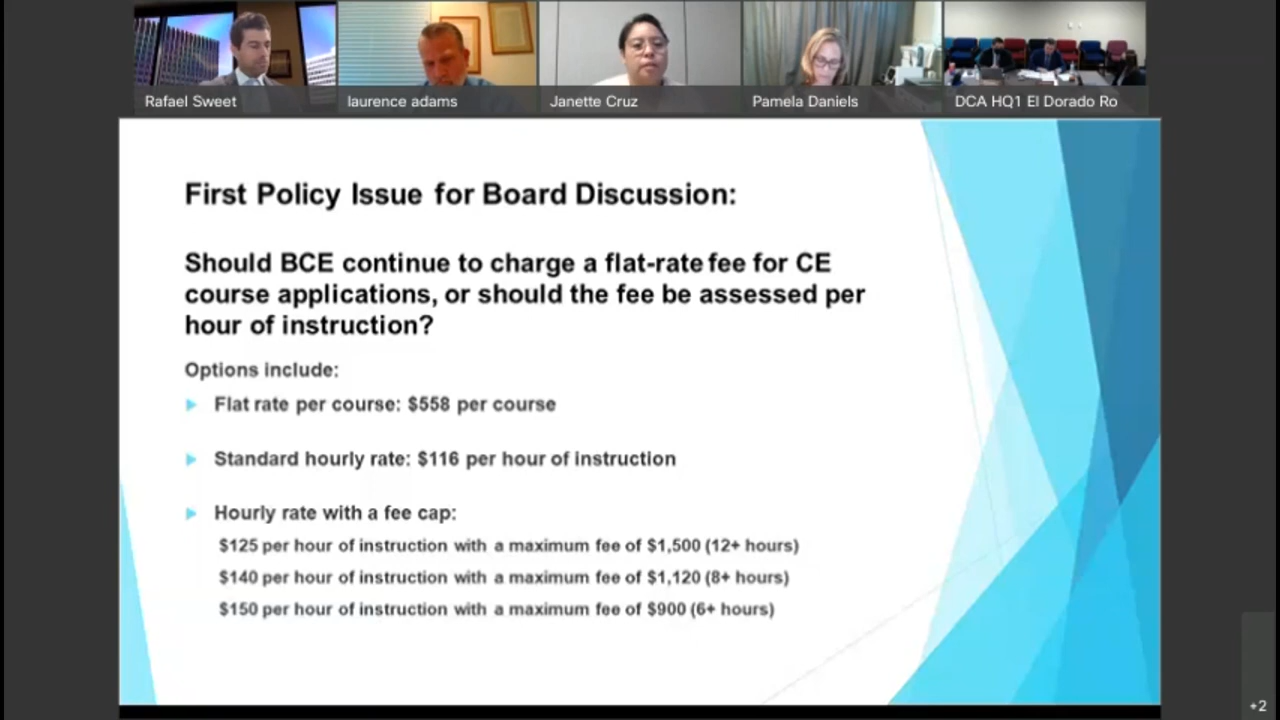 Rafael Sweet
laurence adams
Janette Cruz
Pamela Daniels
DCA HQ1 El Dorado Ro
First Policy Issue for Board Discussion:
Should BCE continue to charge a flat-rate fee for CE
course applications, or should the fee be assessed per
hour of instruction?
Options include:
Flat rate per course: $558 per course
Standard hourly rate: $116 per hour of instruction
Hourly rate with a fee cap:
$125 per hour of instruction with a maximum fee of $1,500 (12+ hours)
$140 per hour of instruction with a maximum fee of $1,120 (8+ hours)
$150 per hour of instruction with a maximum fee of $900 (6+ hours)
+2